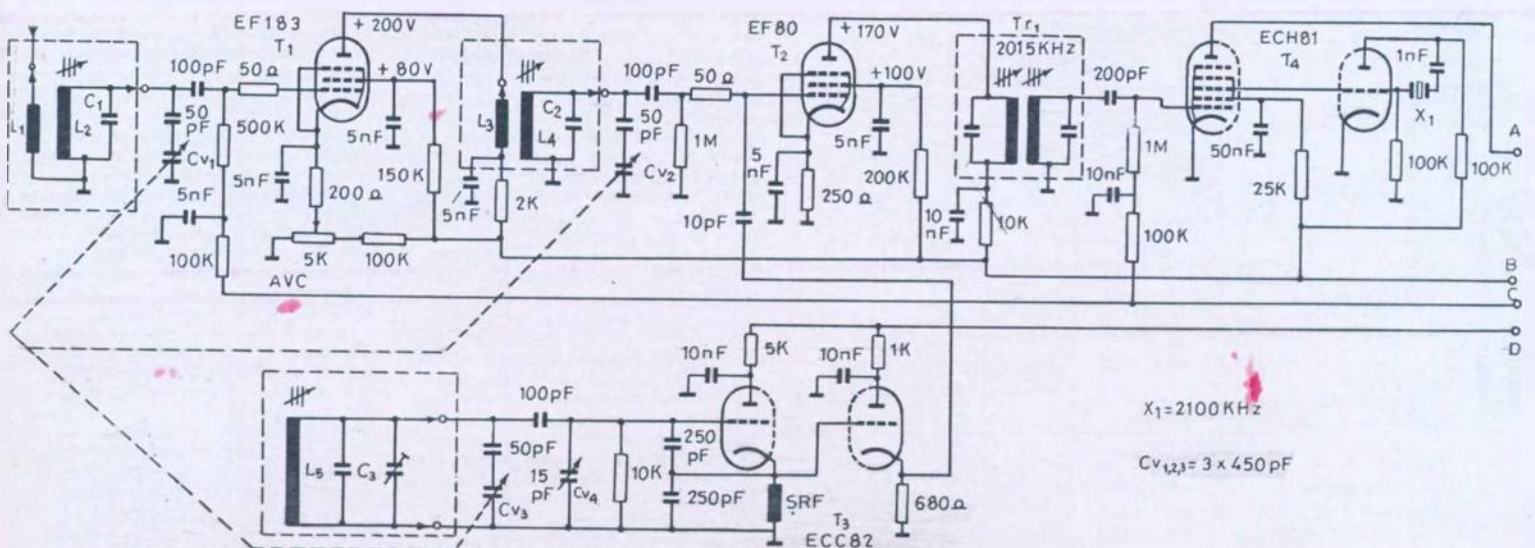 EF183
+ 200V
T1
+ 80V
L1
L2
C1
100pF
50Ω
50
pF
Cv1
500K
5nF
5nF
5nF
200Ω
150K
100K
5K
100K
AVC
L3
L4
C2
5nF
2K
100pF
50Ω
50
pF
Cv2
1M
EF80
T2
+170V
+100V
5nF
5
nF
250Ω
200K
10pF
Tr1
2015KHz
10
nF
10K
200pF
1M
10nF
100K
ECH81
T4
1nF
X1
50nF
25K
100K
100K
A
B
C
D
10nF
5K
10nF
1K
100pF
L5
C3
50pF
Cv3
15
pF
Cv4
10K
250
pF
250pF
ȘRF
T3
680Ω
ECC82
X1=2100KHz
Cv1,2,3=3x450pF